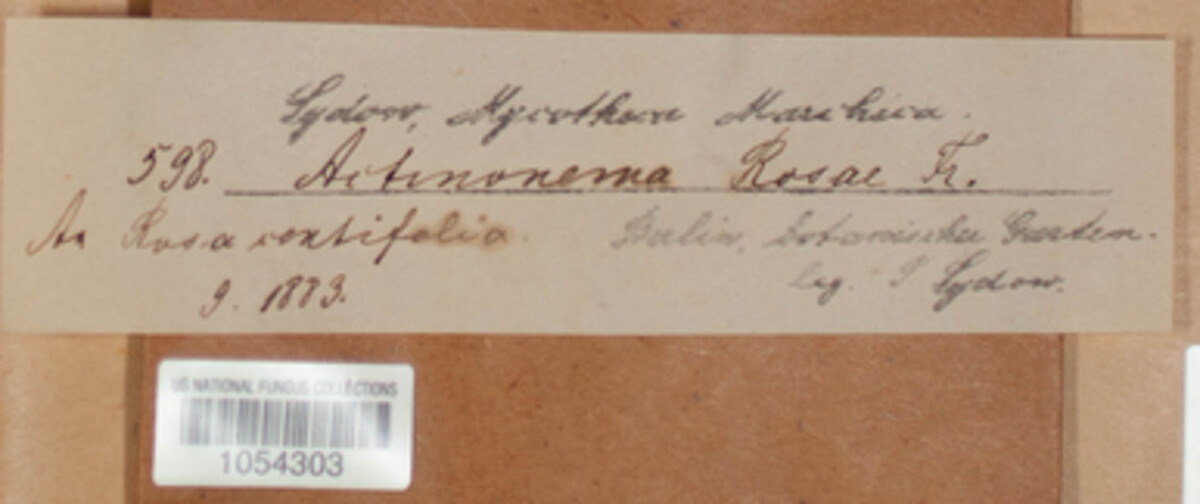 Sydow, Mycotheca Marchica.
598. Actinonema Rosae Fr.
An Rosa centifolia. Berlin, botanischer Garten.
9. 1883. leg. P. Sydow.
US NATIONAL FUNGUS COLLECTIONS
1054303